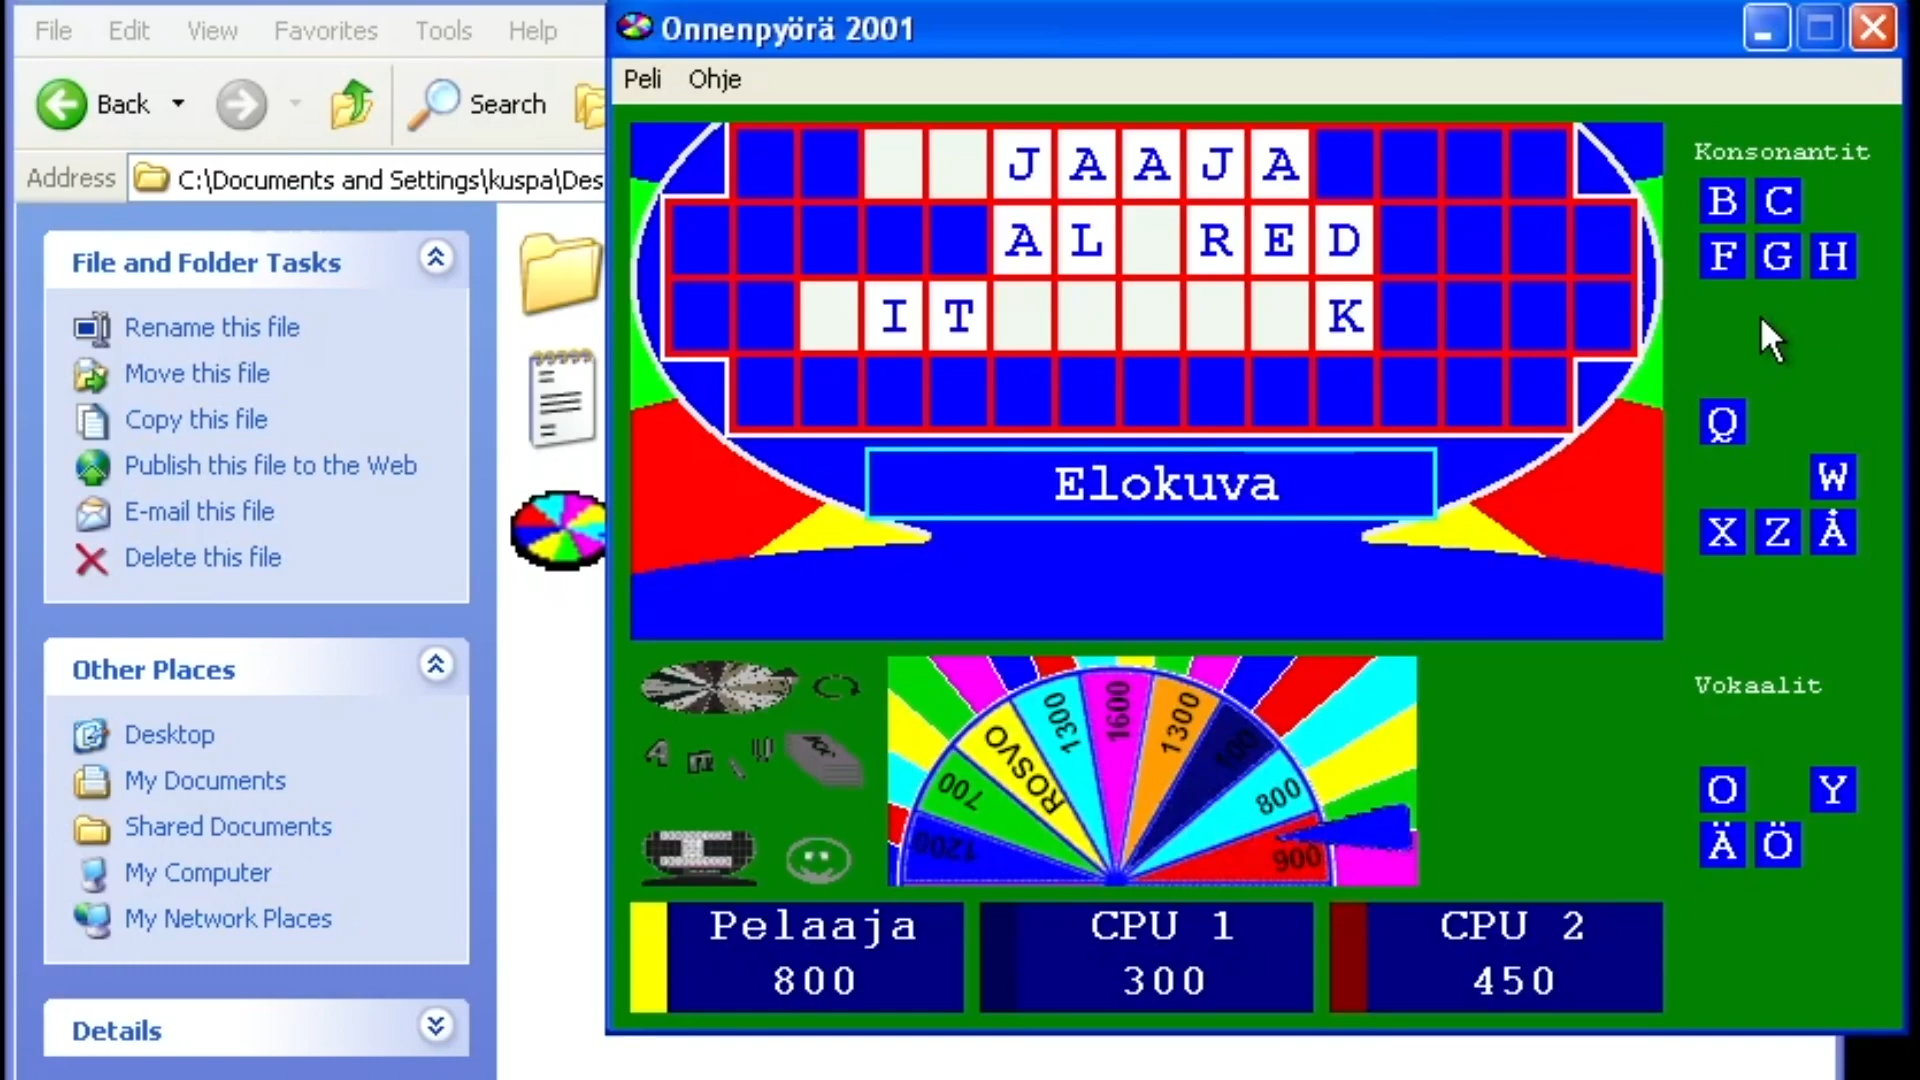 File Edit View Favorites Tools Help
Back Search
Address C:\Documents and Settings\kuspa\Des
File and Folder Tasks
Rename this file
Move this file
Copy this file
Publish this file to the Web
E-mail this file
Delete this file
Other Places
Desktop
My Documents
Shared Documents
My Computer
My Network Places
Details
Onnenpyörä 2001
Peli Ohje
J A A J A
A L R E D
I T K
Elokuva
Konsonantit
B C
F G H
Q
W
X Z Å
Vokaalit
O Y
Ä Ö
1200 700 ROSVO 1300 1600 1300 800 900
Pelaaja CPU 1 CPU 2
800 300 450